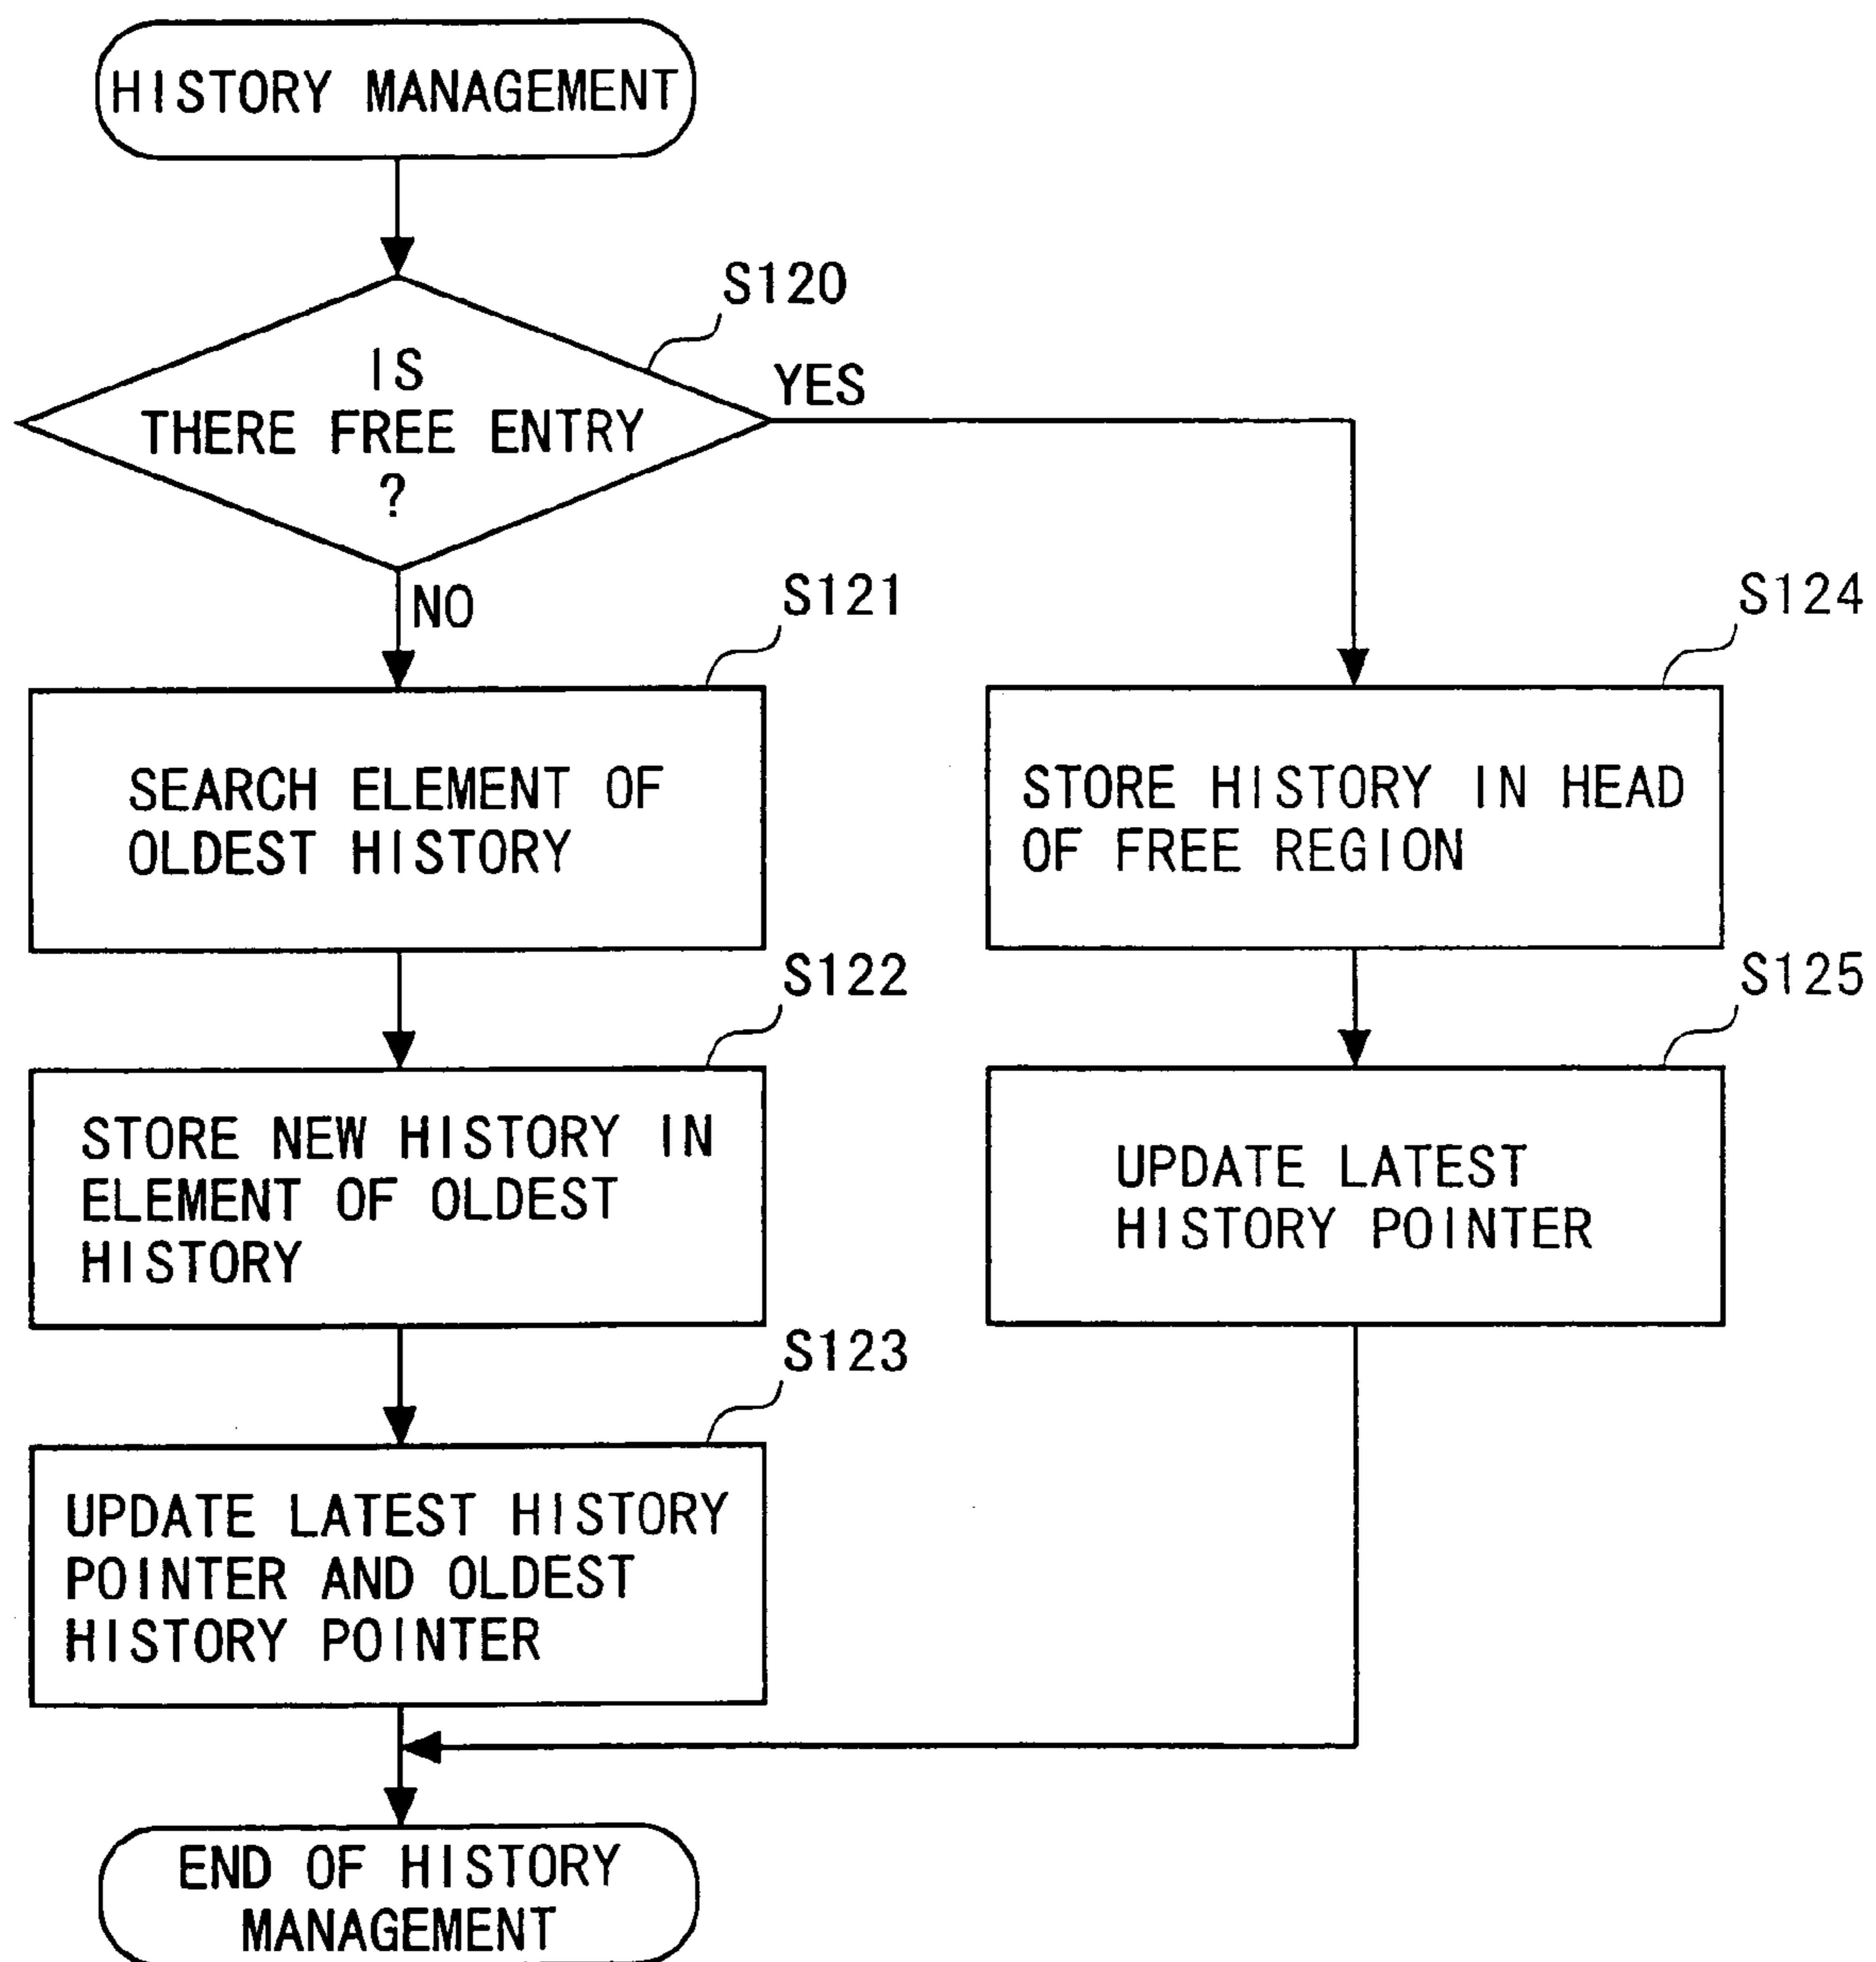 HISTORY MANAGEMENT
S120
IS
THERE FREE ENTRY
?
YES
NO
S121
SEARCH ELEMENT OF
OLDEST HISTORY
S122
STORE NEW HISTORY IN
ELEMENT OF OLDEST
HISTORY
S123
UPDATE LATEST HISTORY
POINTER AND OLDEST
HISTORY POINTER
S124
STORE HISTORY IN HEAD
OF FREE REGION
S125
UPDATE LATEST
HISTORY POINTER
END OF HISTORY
MANAGEMENT